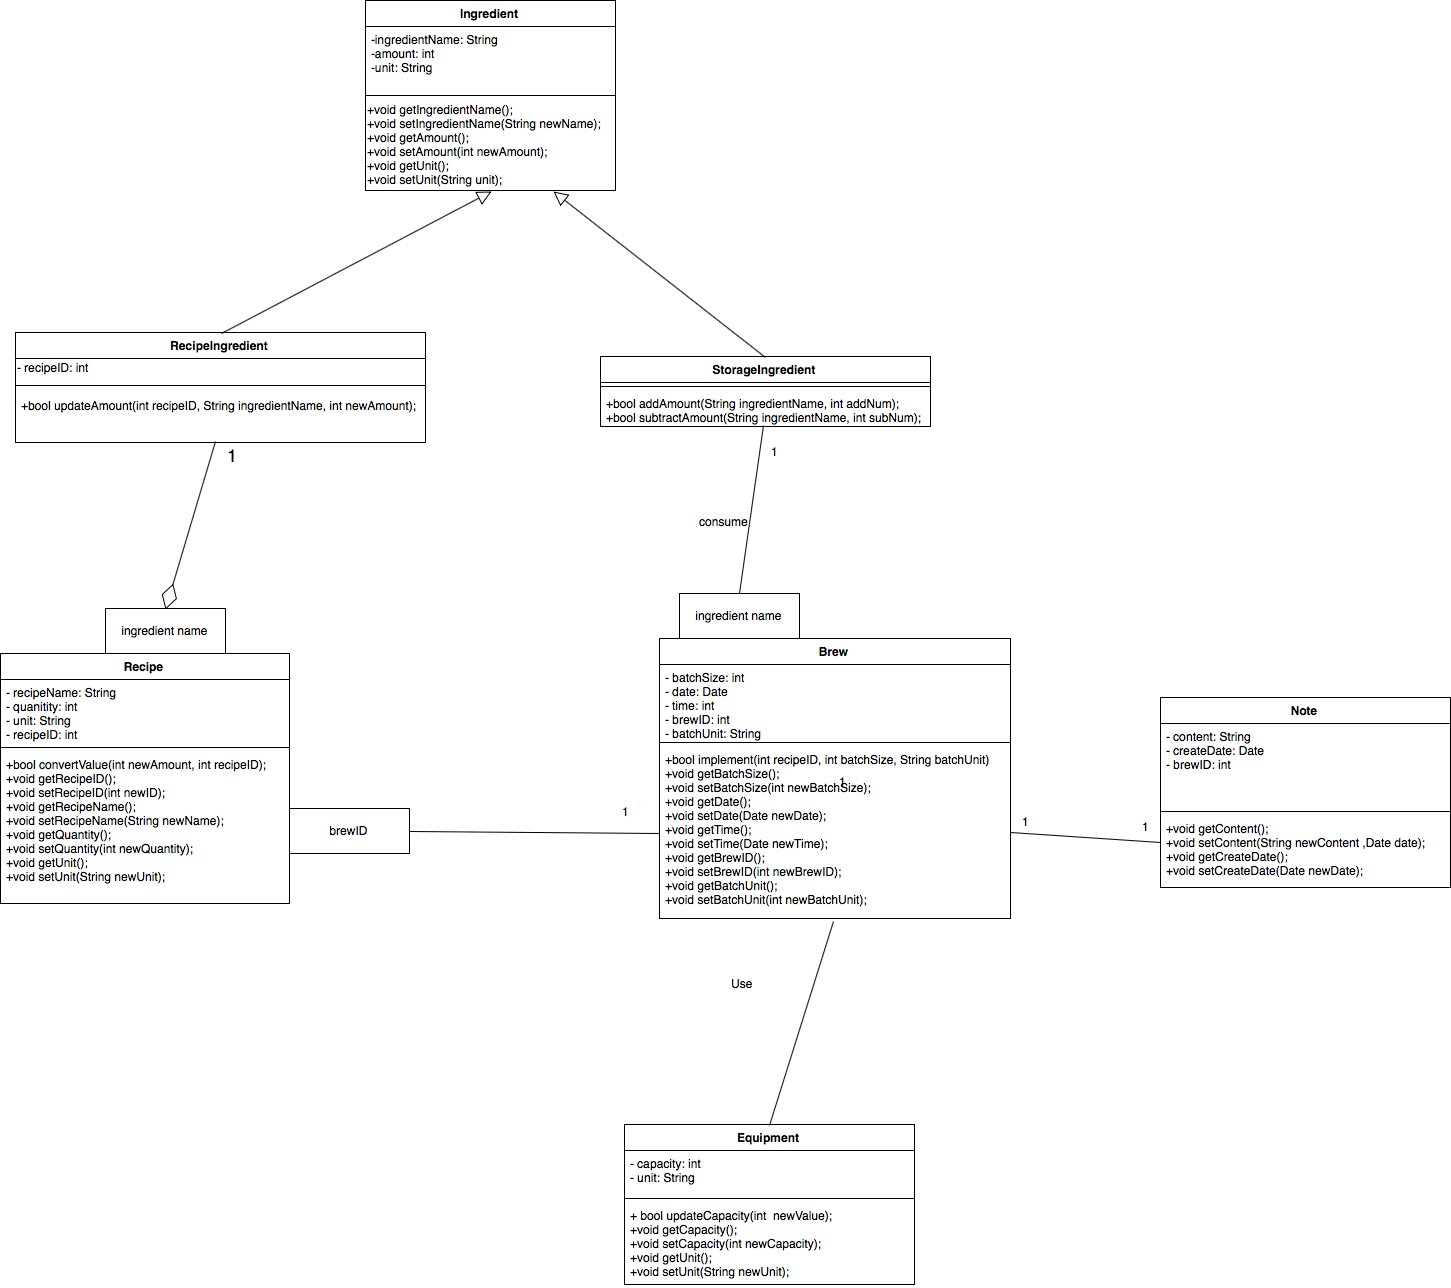 Ingredient
-ingredientName: String
-amount: int
-unit: String
+void getIngredientName();
+void setIngredientName(String newName);
+void getAmount();
+void setAmount(int newAmount);
+void getUnit();
+void setUnit(String unit);
RecipeIngredient
- recipeID: int
+bool updateAmount(int recipeID, String ingredientName, int newAmount);
1
StorageIngredient
+bool addAmount(String ingredientName, int addNum);
+bool subtractAmount(String ingredientName, int subNum);
1
consume
ingredient name
Recipe
- recipeName: String
- quanitity: int
- unit: String
- recipeID: int
+bool convertValue(int newAmount, int recipeID);
+void getRecipeID();
+void setRecipeID(int newID);
+void getRecipeName();
+void setRecipeName(String newName);
+void getQuantity();
+void setQuantity(int newQuantity);
+void getUnit();
+void setUnit(String newUnit);
brewID
1
ingredient name
Brew
- batchSize: int
- date: Date
- time: int
- brewID: int
- batchUnit: String
+bool implement(int recipeID, int batchSize, String batchUnit)
+void getBatchSize();
1
+void setBatchSize(int newBatchSize);
+void getDate();
+void setDate(Date newDate);
+void getTime();
+void setTime(Date newTime);
+void getBrewID();
+void setBrewID(int newBrewID);
+void getBatchUnit();
+void setBatchUnit(int newBatchUnit);
1
1
Note
- content: String
- createDate: Date
- brewID: int
+void getContent();
+void setContent(String newContent ,Date date);
+void getCreateDate();
+void setCreateDate(Date newDate);
Use
Equipment
- capacity: int
- unit: String
+ bool updateCapacity(int  newValue);
+void getCapacity();
+void setCapacity(int newCapacity);
+void getUnit();
+void setUnit(String newUnit);